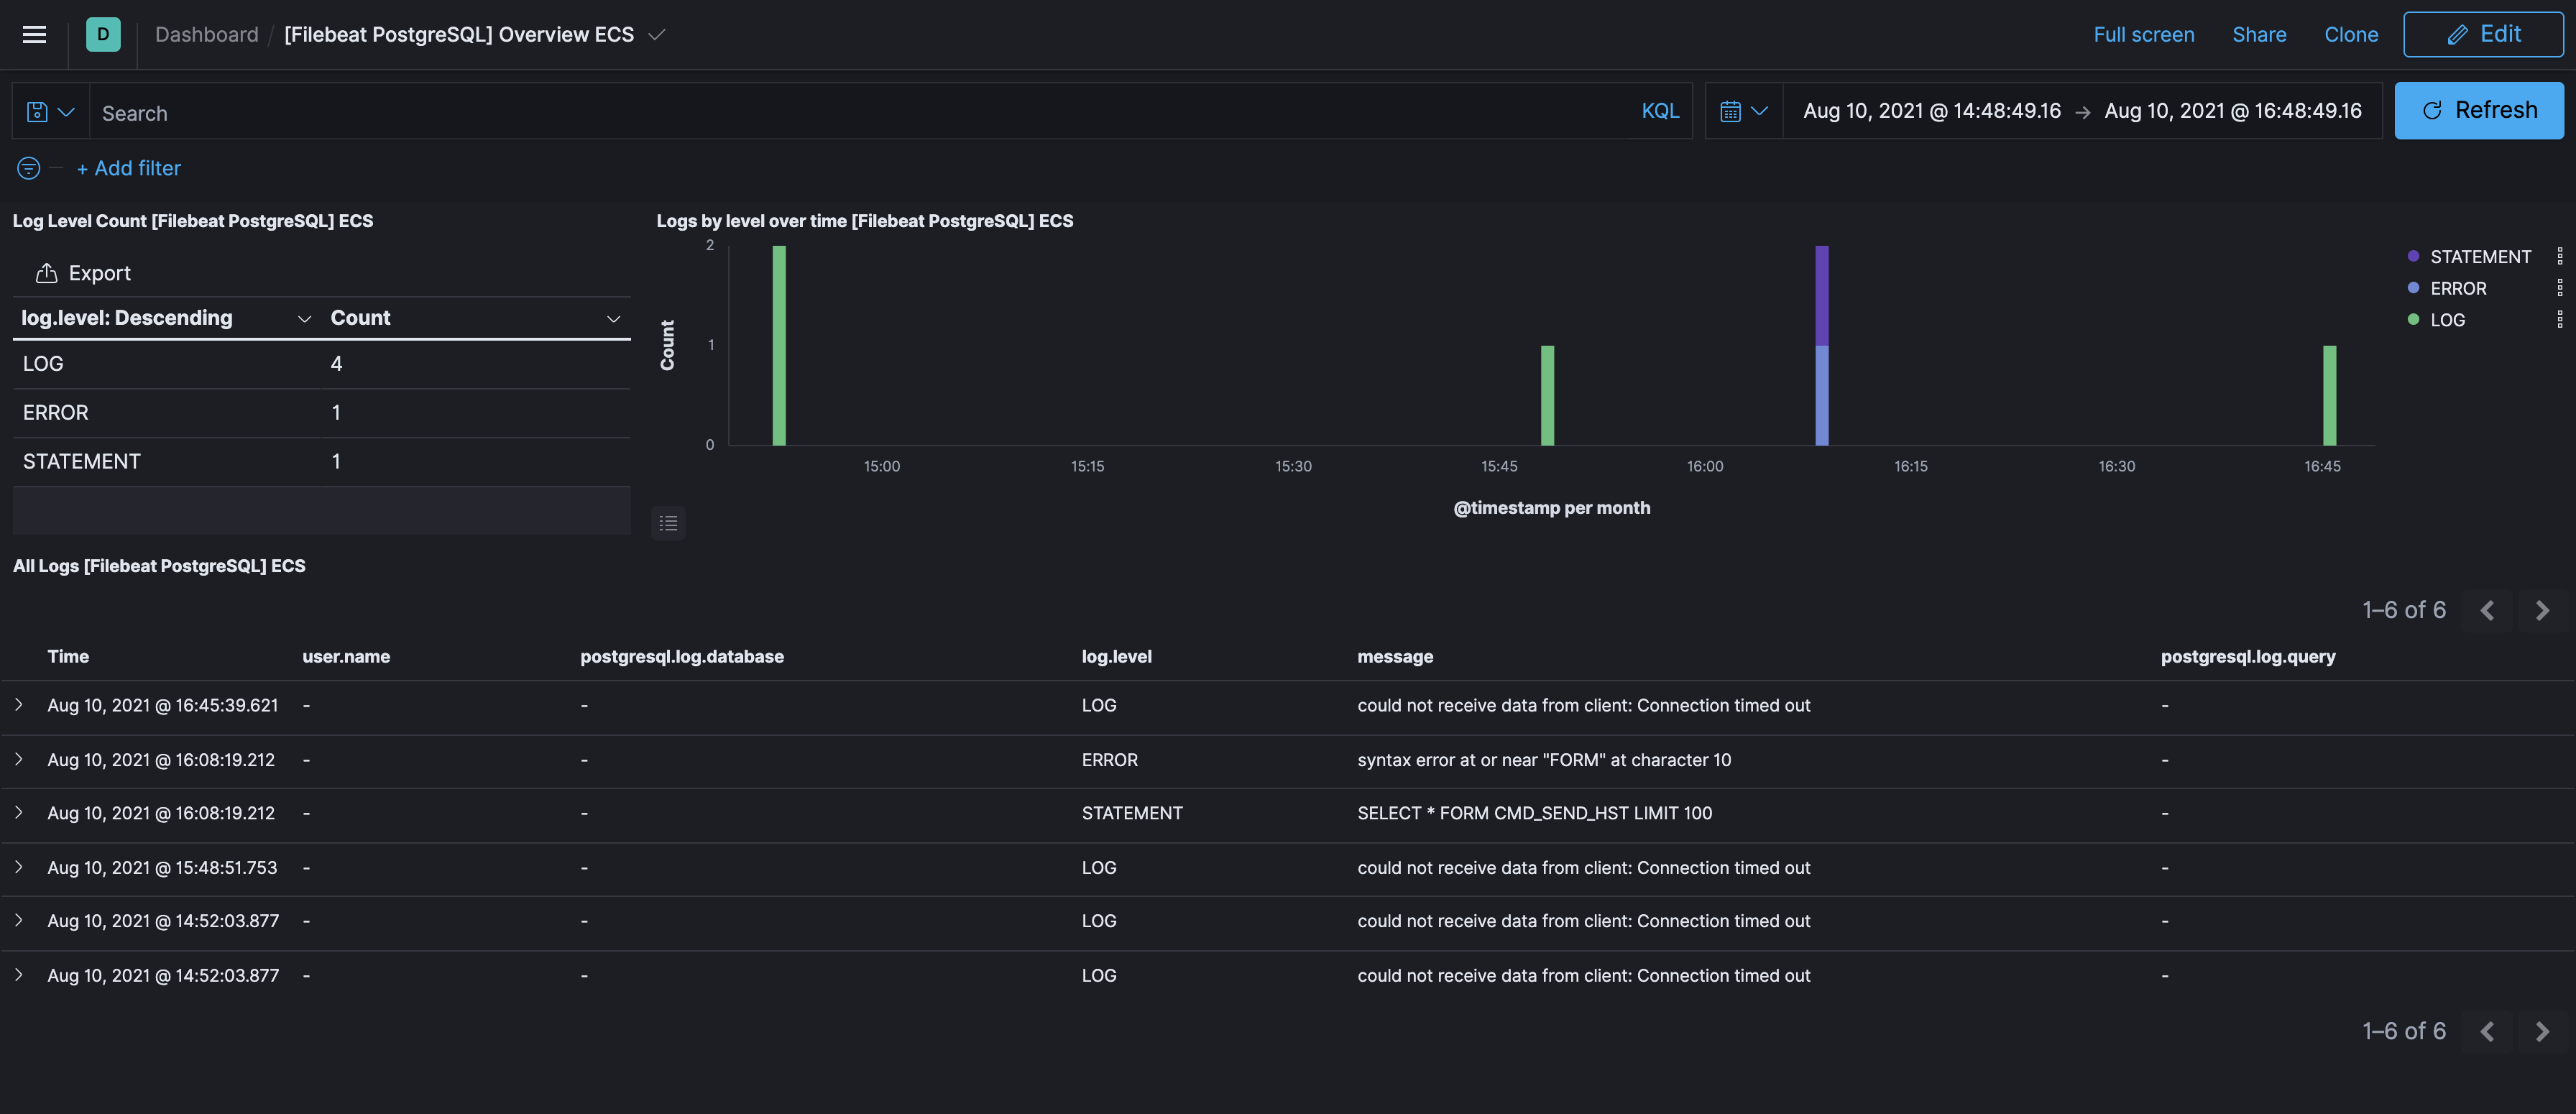 D Dashboard / [Filebeat PostgreSQL] Overview ECS Full screen Share Clone Edit
Search KQL Aug 10, 2021 @ 14:48:49.16 → Aug 10, 2021 @ 16:48:49.16 Refresh
+ Add filter
Log Level Count [Filebeat PostgreSQL] ECS
Export
log.level: Descending Count
LOG 4
ERROR 1
STATEMENT 1
Logs by level over time [Filebeat PostgreSQL] ECS
2
1
0
Count
15:00 15:15 15:30 15:45 16:00 16:15 16:30 16:45
@timestamp per month
STATEMENT
ERROR
LOG
All Logs [Filebeat PostgreSQL] ECS
1–6 of 6
Time user.name postgresql.log.database log.level message postgresql.log.query
Aug 10, 2021 @ 16:45:39.621 - - LOG could not receive data from client: Connection timed out -
Aug 10, 2021 @ 16:08:19.212 - - ERROR syntax error at or near "FORM" at character 10 -
Aug 10, 2021 @ 16:08:19.212 - - STATEMENT SELECT * FORM CMD_SEND_HST LIMIT 100 -
Aug 10, 2021 @ 15:48:51.753 - - LOG could not receive data from client: Connection timed out -
Aug 10, 2021 @ 14:52:03.877 - - LOG could not receive data from client: Connection timed out -
Aug 10, 2021 @ 14:52:03.877 - - LOG could not receive data from client: Connection timed out -
1–6 of 6